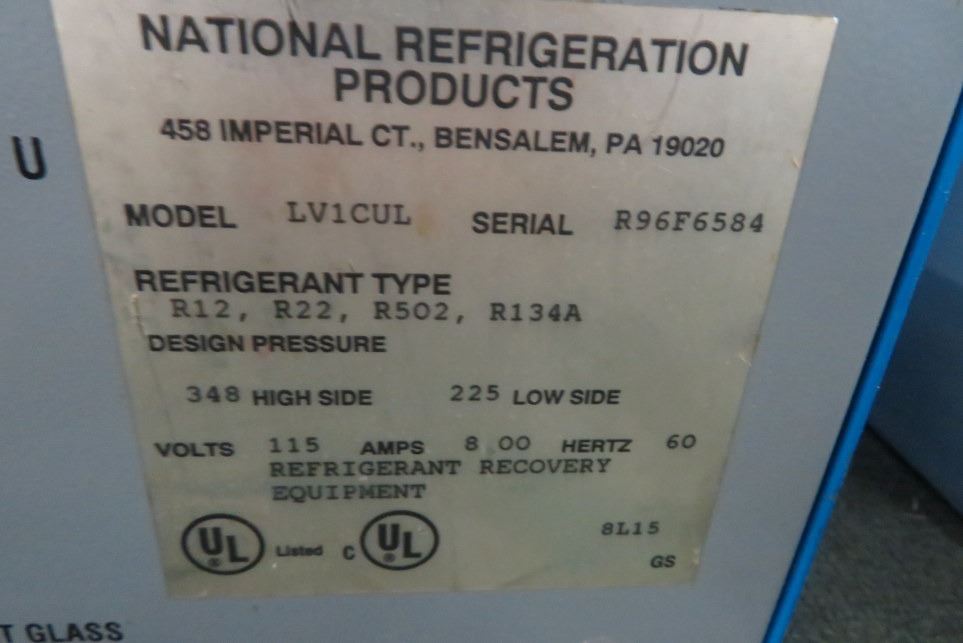 NATIONAL REFRIGERATION
PRODUCTS
458 IMPERIAL CT., BENSALEM, PA 19020
U
MODEL LV1CUL SERIAL R96F6584
REFRIGERANT TYPE
R12, R22, R502, R134A
DESIGN PRESSURE
348 HIGH SIDE 225 LOW SIDE
VOLTS 115 AMPS 8.00 HERTZ 60
REFRIGERANT RECOVERY
EQUIPMENT
UL ® Listed C UL ® 8L15
GS
T GLASS